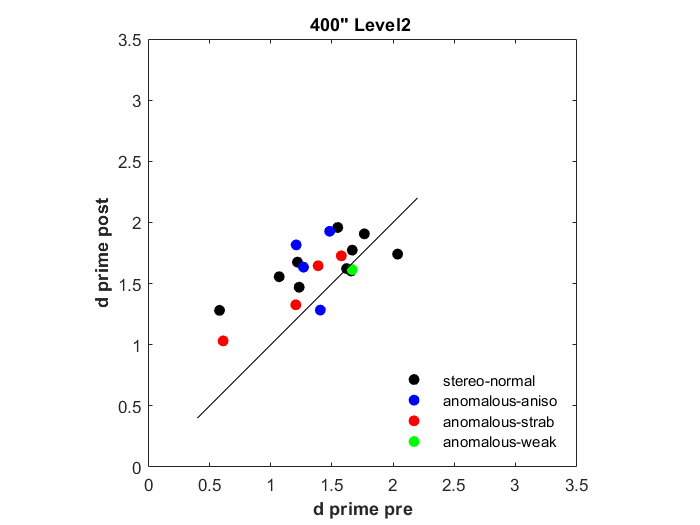 400" Level2
d prime post
3.5
3
2.5
2
1.5
1
0.5
0
0 0.5 1 1.5 2 2.5 3 3.5
d prime pre
stereo-normal
anomalous-aniso
anomalous-strab
anomalous-weak